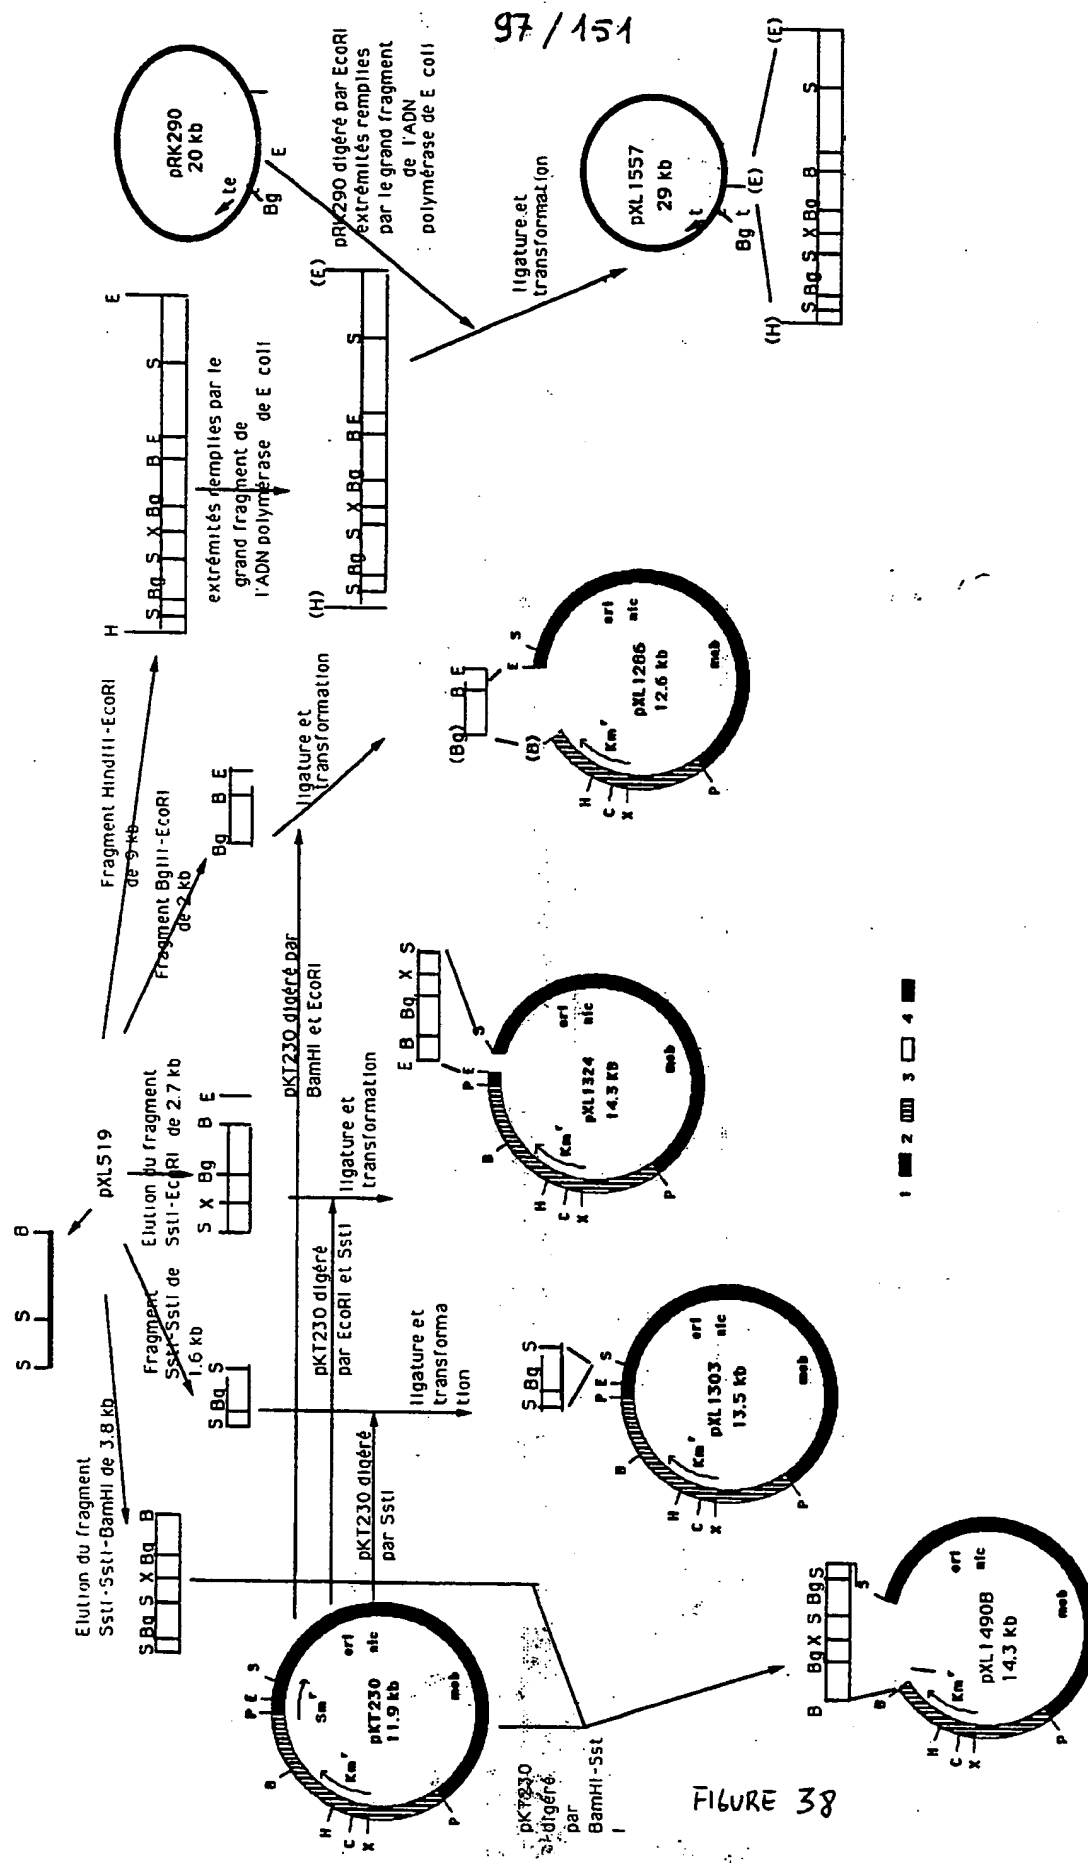 97/151
pRK290
20 kb
te
Bg
E
pRK290 digéré par EcoRI
extrémités remplies
par le grand fragment
de l'ADN
polymérase de E coli
ligature et
transformation
pXL1557
29 kb
t
Bg t (E)
(H) (E)
S Bg S X Bg B S
H E
S Bg S X Bg B E S
extrémités remplies par le
grand fragment de
l'ADN polymérase de E coli
(H) (E)
S Bg S X Bg B E S
Fragment HindIII-EcoRI
de 9 kb
Fragment BglII-EcoRI
de 2 kb
Bg B E
ligature et
transformation
(Bg) B E
(B) E S
Km^r
ori
nic
mob
pXL1286
12.6 kb
H
C
X
P
pKT230 digéré par
BamHI et EcoRI
pXL519
S S B
Elution du fragment
SstI-EcoRI de 2.7 kb
S X Bg B E
pKT230 digéré
par EcoRI et SstI
ligature et
transformation
E B Bg X S
P E S
B
H
C
X
Km^r
ori
nic
mob
pXL1324
14.3 KB
P
Fragment
SstI-SstI de
1.6 kb
S Bg S
pKT230 digéré
par SstI
ligature et
transforma
tion
S Bg S
P E S
B
H
C
X
Km^r
ori
nic
mob
pXL1303
13.5 kb
P
Elution du fragment
SstI-SstI-BamHI de 3.8 kb
S Bg S X Bg B
P E S
Sm^r
B
H
C
X
Km^r
ori
nic
mob
pKT230
11.9 kb
P
pKT230
digéré
par
BamHI-Sst
I
B Bg X S Bg S
B S
H
C
X
Km^r
ori
nic
mob
pXL1490B
14.3 kb
P
1 2 3 4
FIGURE 38